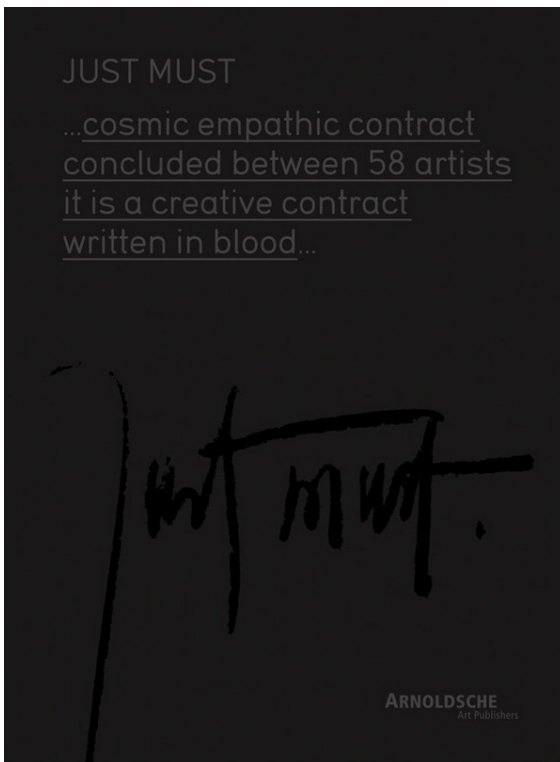 JUST MUST
...cosmic empathic contract
concluded between 58 artists
it is a creative contract
written in blood...
Just must.
ARNOLDSCHE
Art Publishers